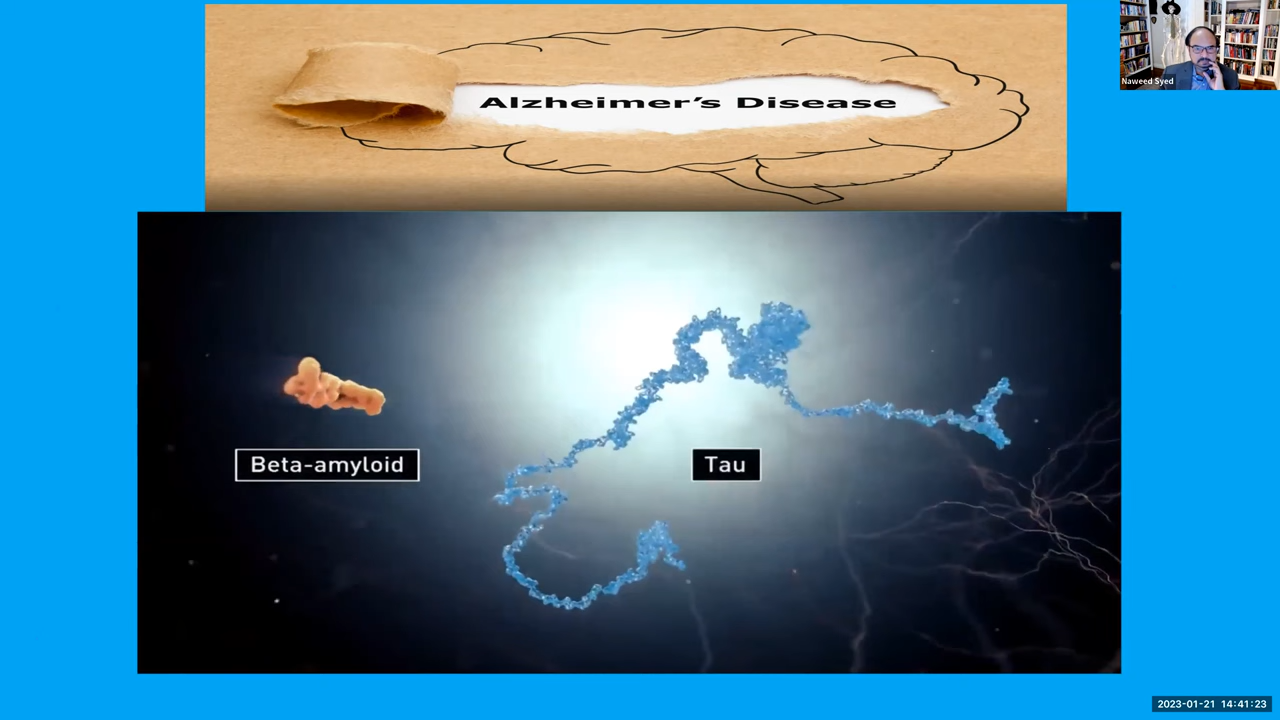 Alzheimer's Disease
Naweed Syed
Beta-amyloid
Tau
2023-01-21 14:41:23